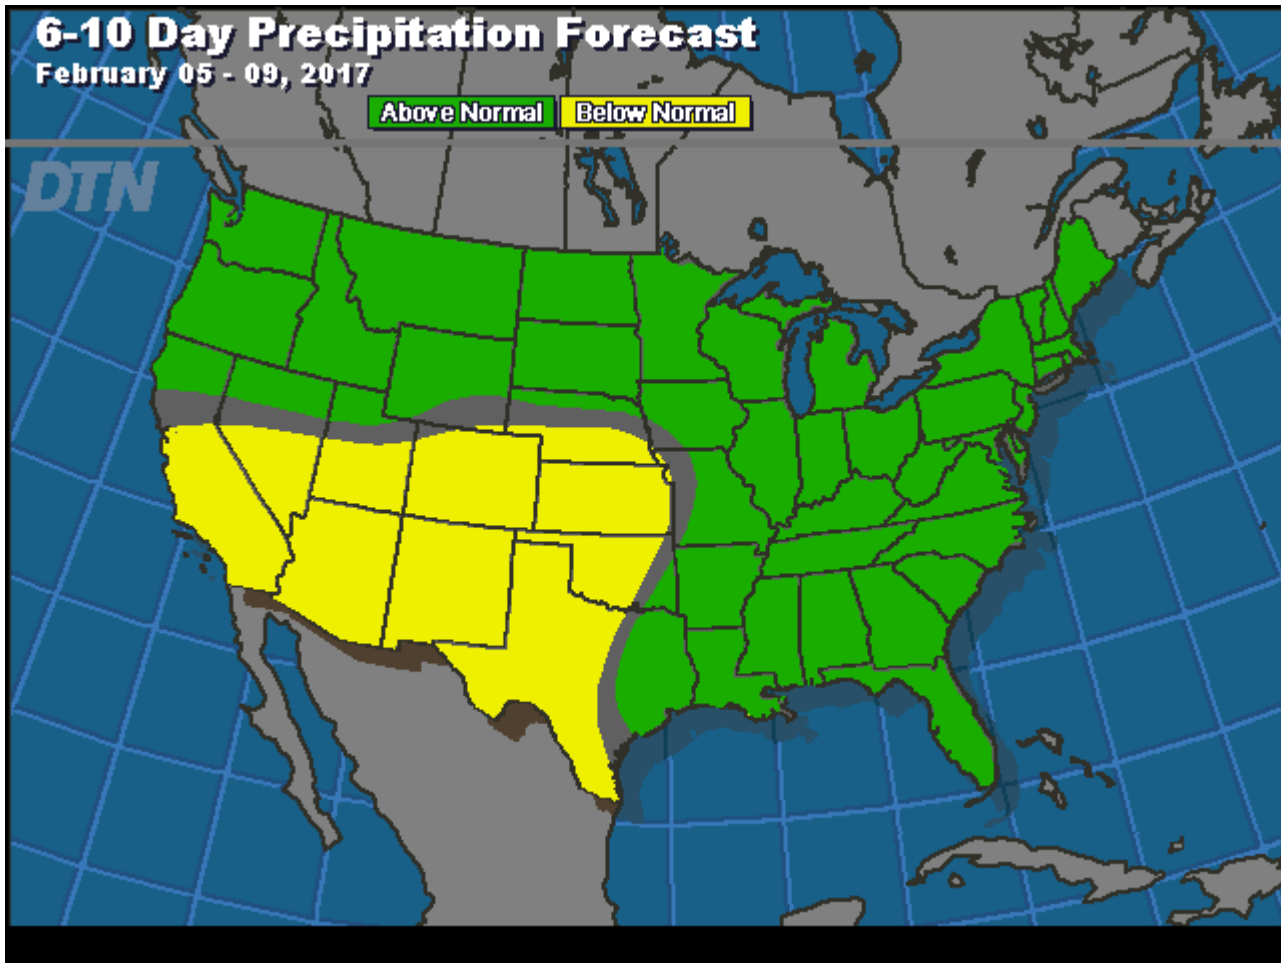 6-10 Day Precipitation Forecast
February 05 - 09, 2017
Above Normal Below Normal
DTN